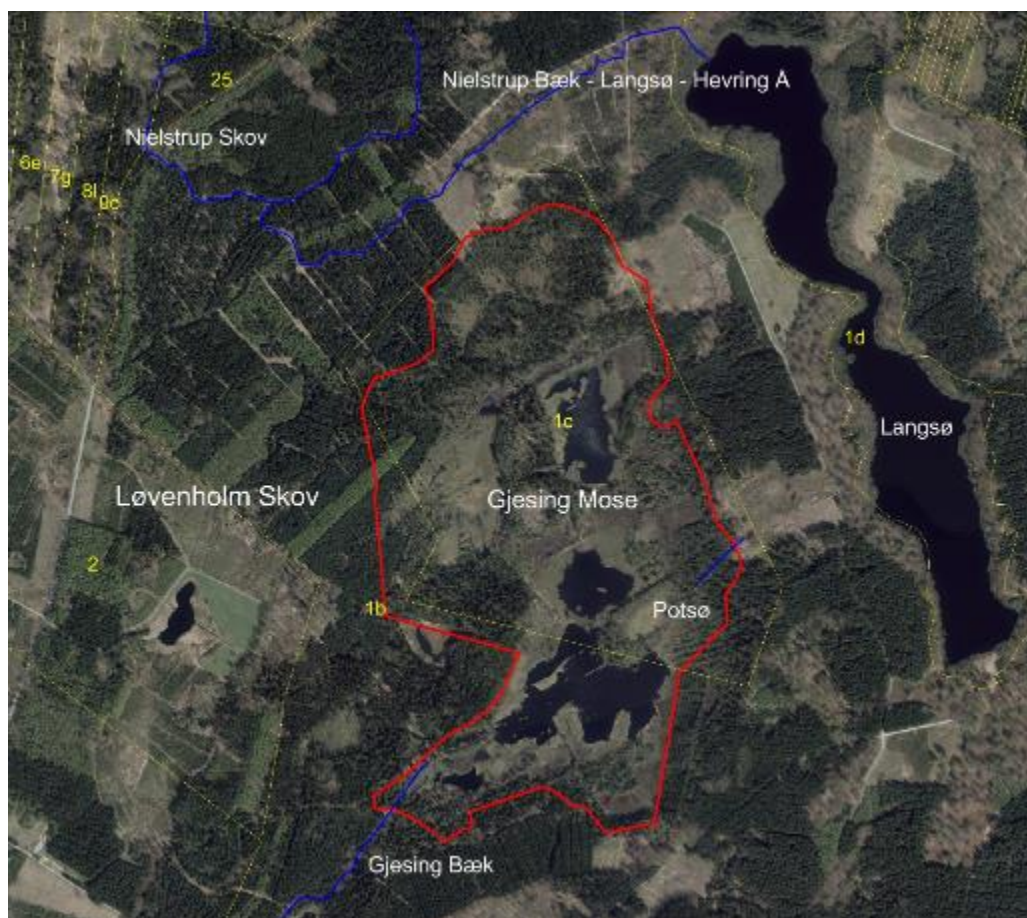 25
Nielstrup Bæk - Langsø - Hevring A
Nielstrup Skov
6e
7g
8l
9c
1d
1c
Langsø
Løvenholm Skov
Gjesing Mose
2
1b
Potsø
Gjesing Bæk